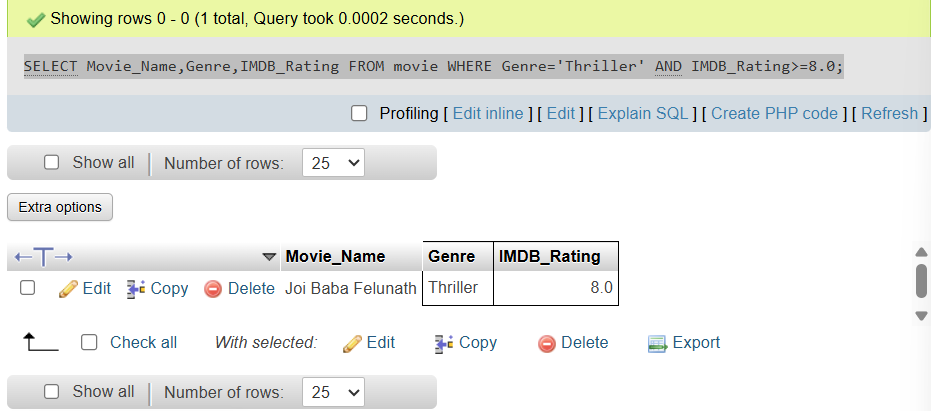 Showing rows 0 - 0 (1 total, Query took 0.0002 seconds.)
SELECT Movie_Name,Genre,IMDB_Rating FROM movie WHERE Genre='Thriller' AND IMDB_Rating>=8.0;
Profiling [ Edit inline ] [ Edit ] [ Explain SQL ] [ Create PHP code ] [ Refresh ]
Show all Number of rows: 25
Extra options
Movie_Name Genre IMDB_Rating
Edit Copy Delete Joi Baba Felunath Thriller 8.0
Check all With selected: Edit Copy Delete Export
Show all Number of rows: 25